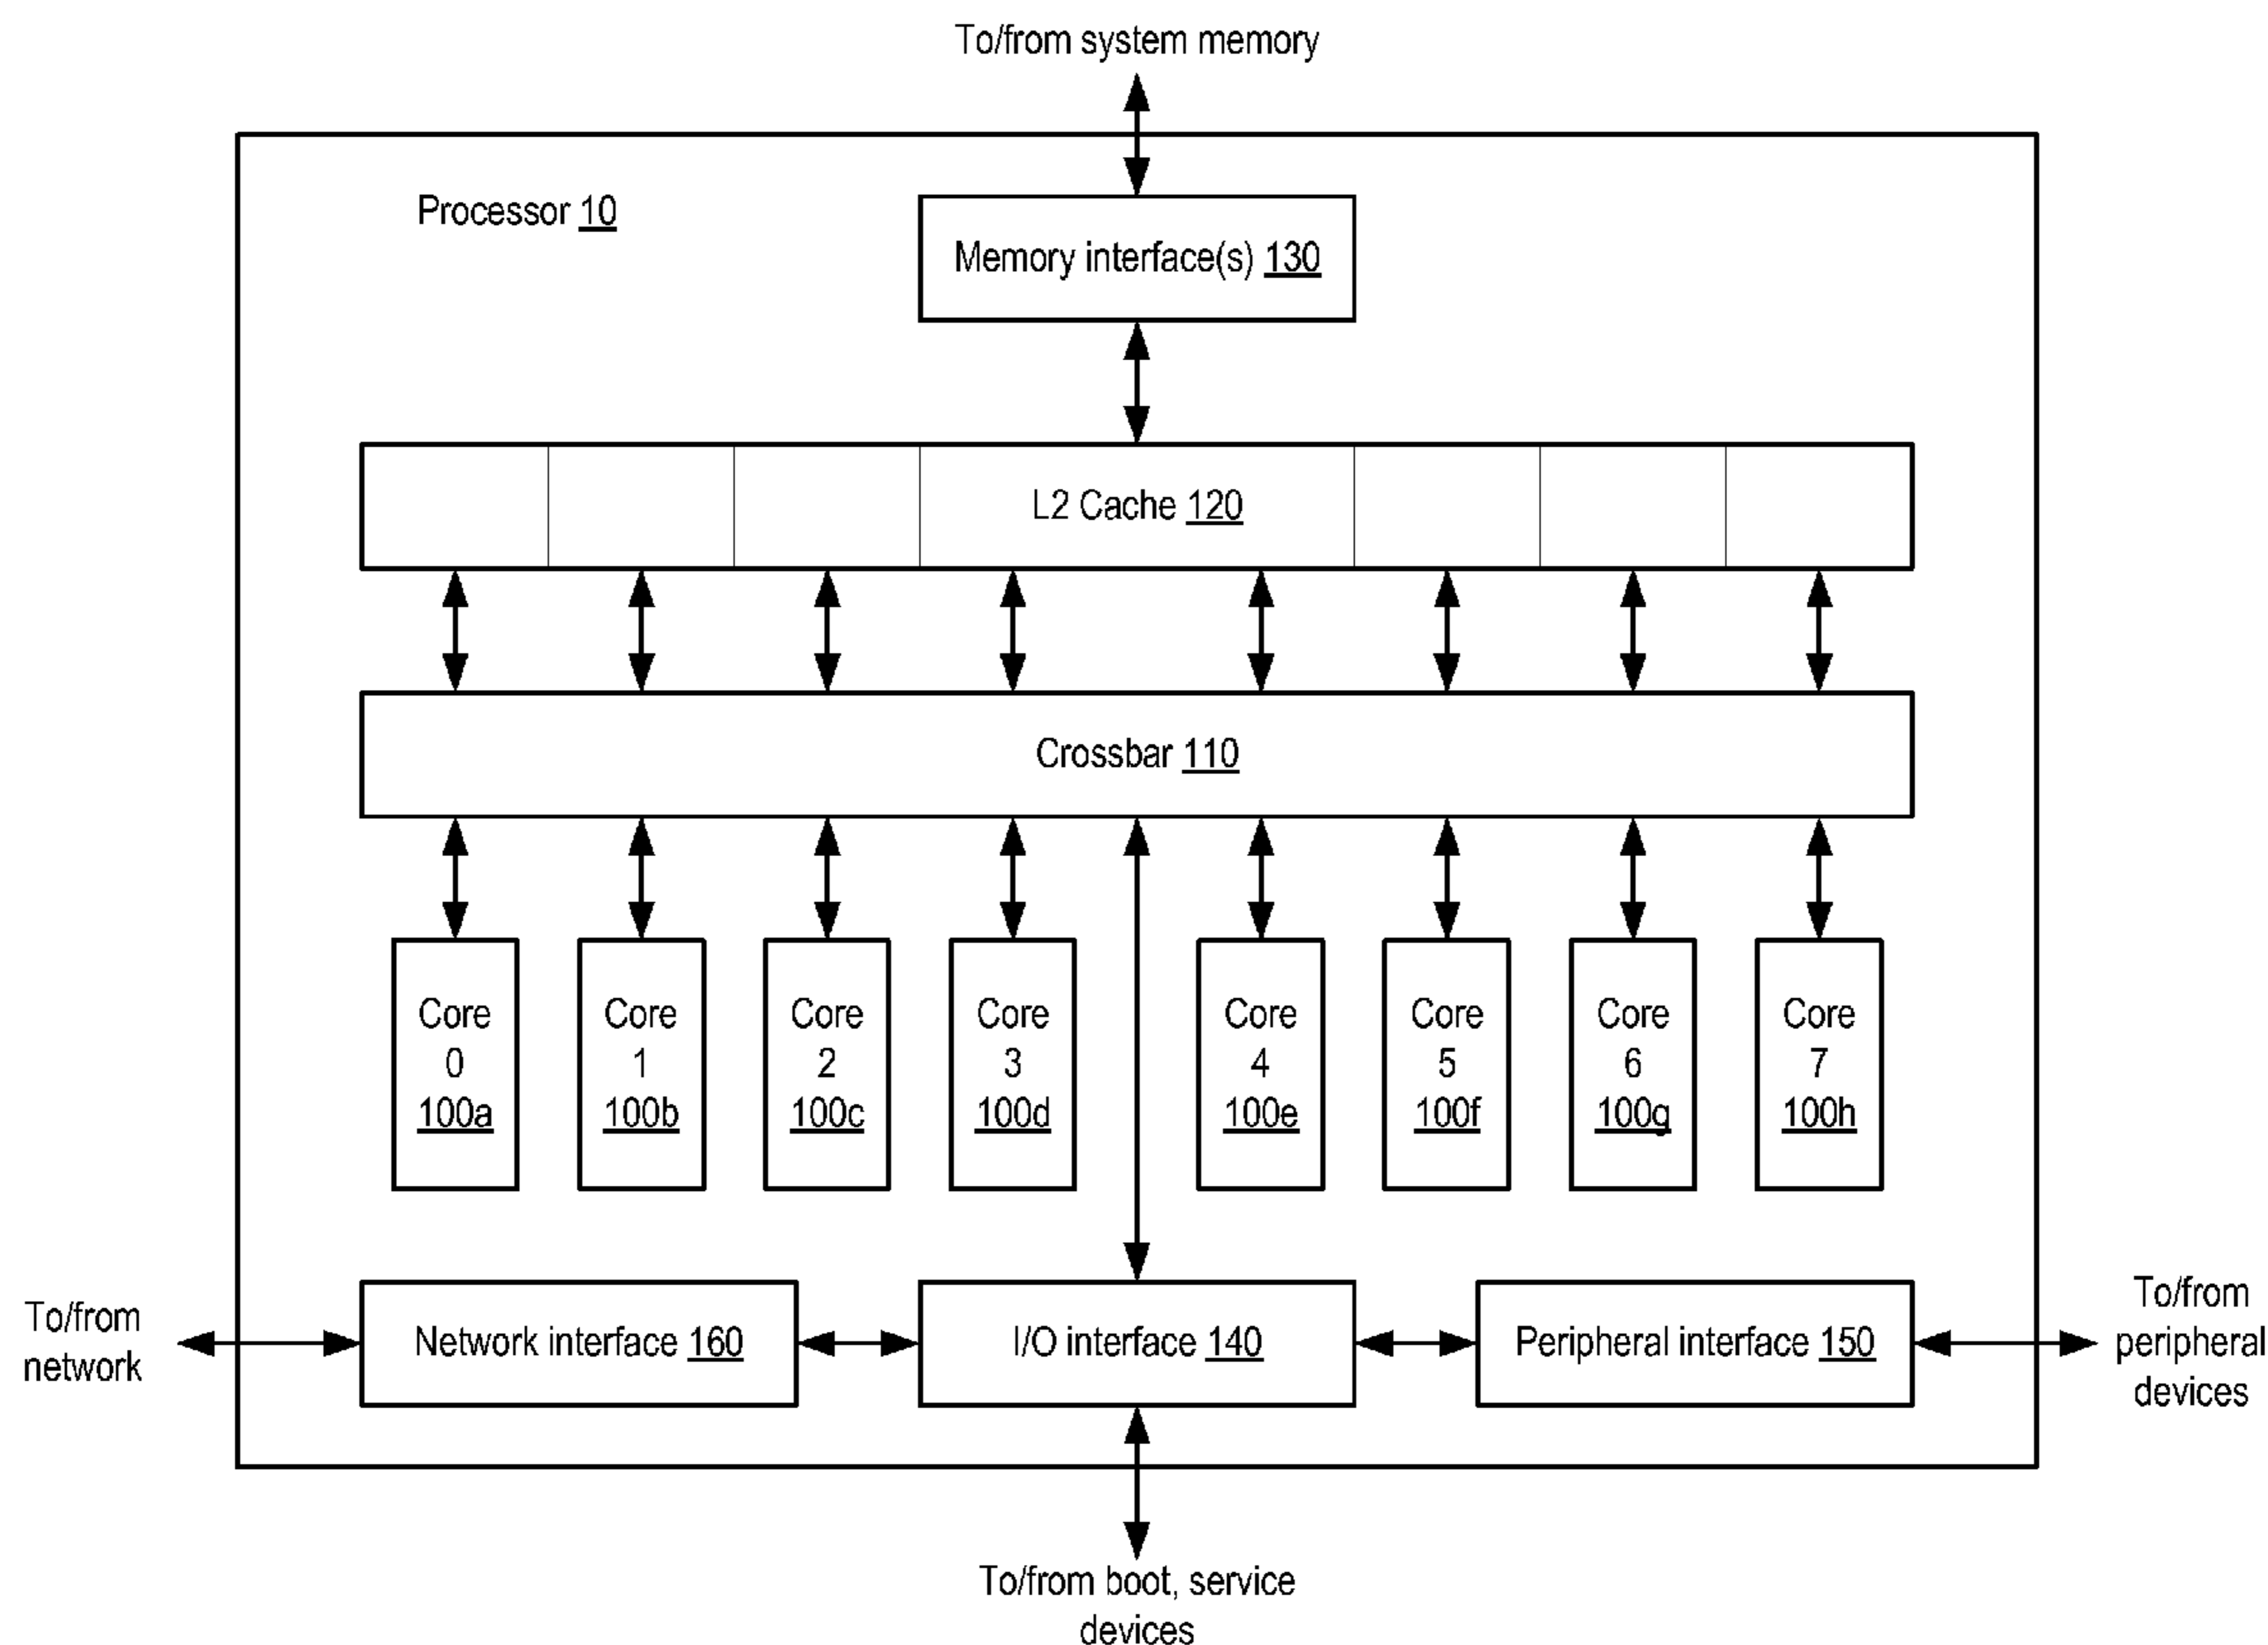 To/from system memory
Processor 10
Memory interface(s) 130
L2 Cache 120
Crossbar 110
Core
0
100a
Core
1
100b
Core
2
100c
Core
3
100d
Core
4
100e
Core
5
100f
Core
6
100g
Core
7
100h
To/from
network
Network interface 160
I/O interface 140
Peripheral interface 150
To/from
peripheral
devices
To/from boot, service
devices